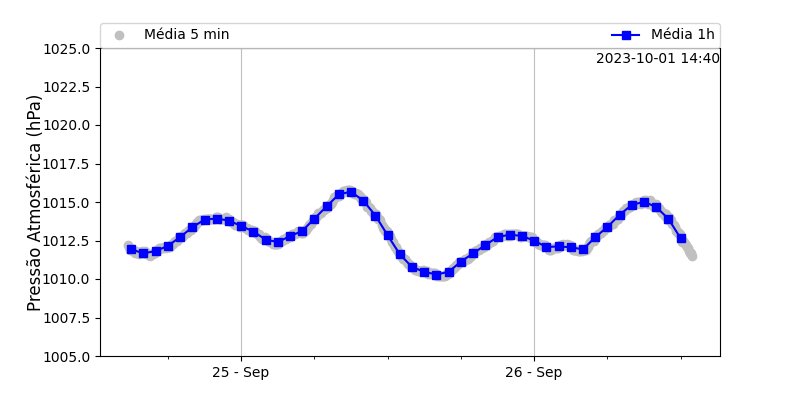 Média 5 min
Média 1h
2023-10-01 14:40
Pressão Atmosférica (hPa)
1025.0
1022.5
1020.0
1017.5
1015.0
1012.5
1010.0
1007.5
1005.0
25 - Sep
26 - Sep